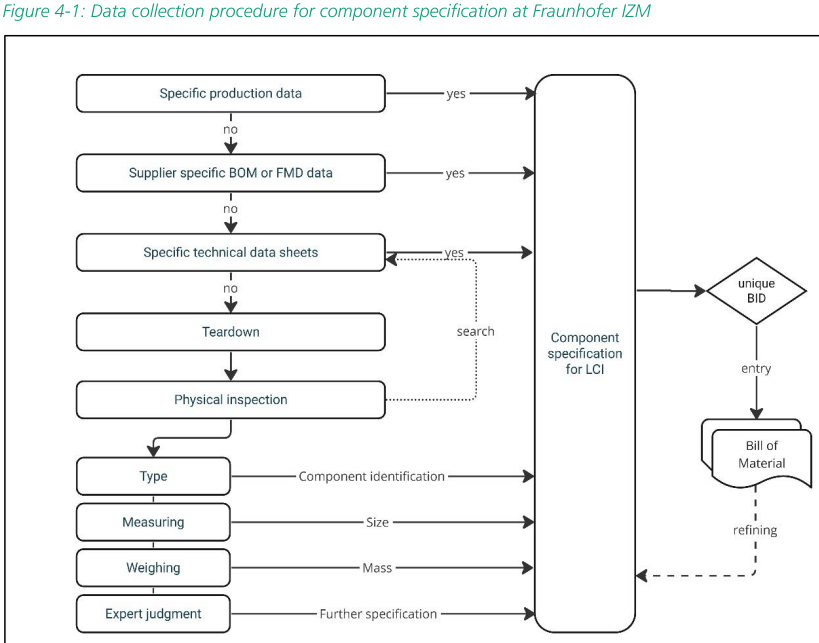 Figure 4-1: Data collection procedure for component specification at Fraunhofer IZM
Specific production data
yes
no
Supplier specific BOM or FMD data
yes
no
Specific technical data sheets
yes
no
Teardown
search
Physical inspection
Type
Component identification
Measuring
Size
Weighing
Mass
Expert judgment
Further specification
Component
specification
for LCI
unique
BID
entry
Bill of
Material
refining